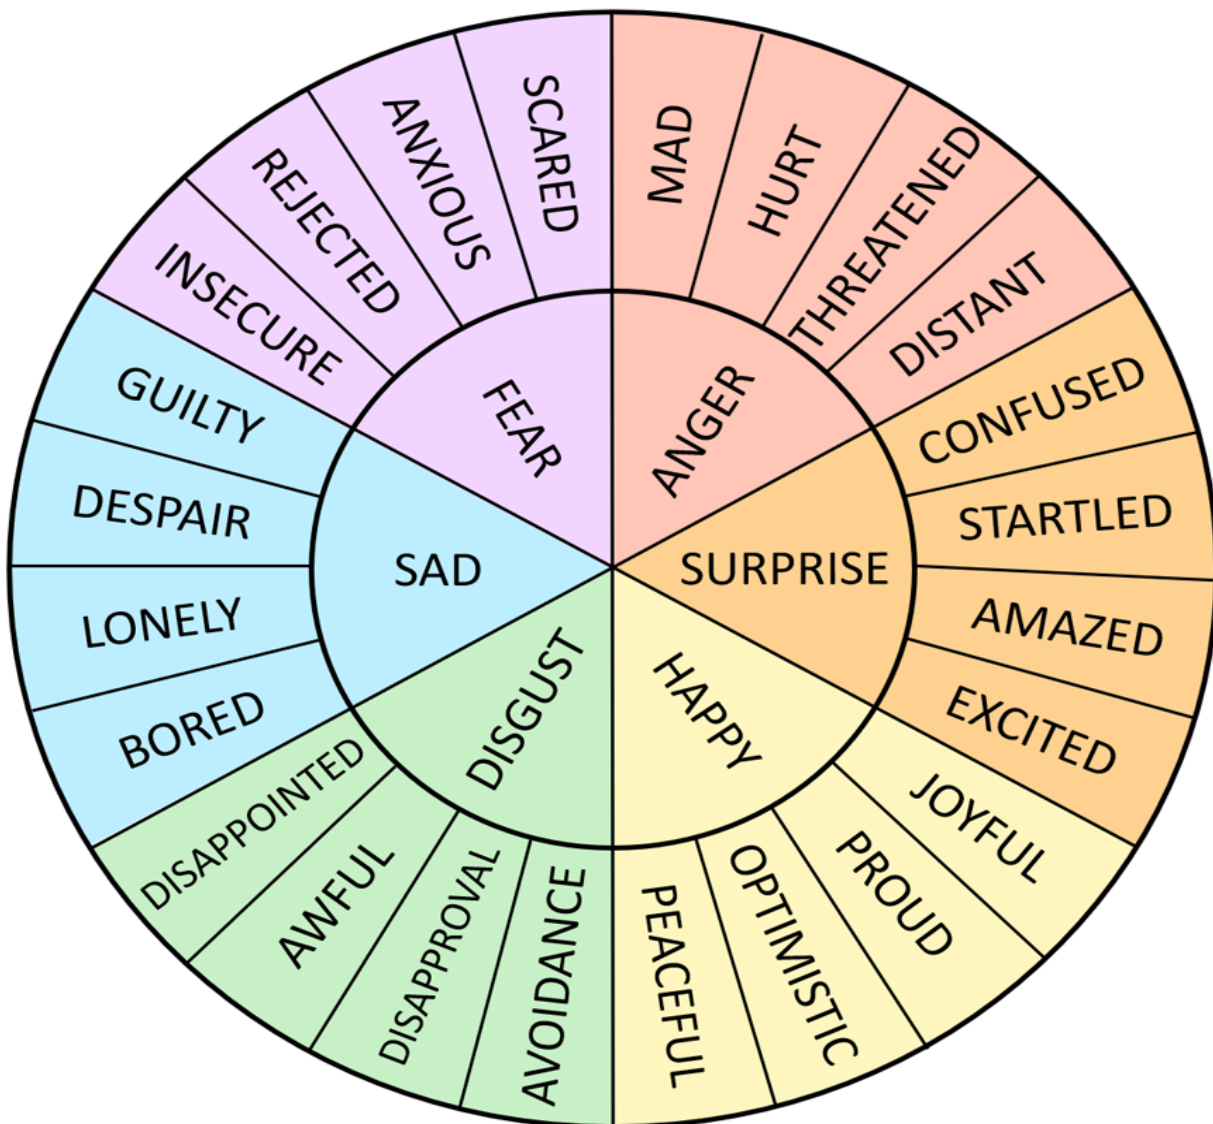 MAD
HURT
THREATENED
DISTANT
CONFUSED
STARTLED
AMAZED
EXCITED
JOYFUL
PROUD
OPTIMISTIC
PEACEFUL
AVOIDANCE
DISAPPROVAL
AWFUL
DISAPPOINTED
BORED
LONELY
DESPAIR
GUILTY
INSECURE
REJECTED
ANXIOUS
SCARED
ANGER
SURPRISE
HAPPY
DISGUST
SAD
FEAR